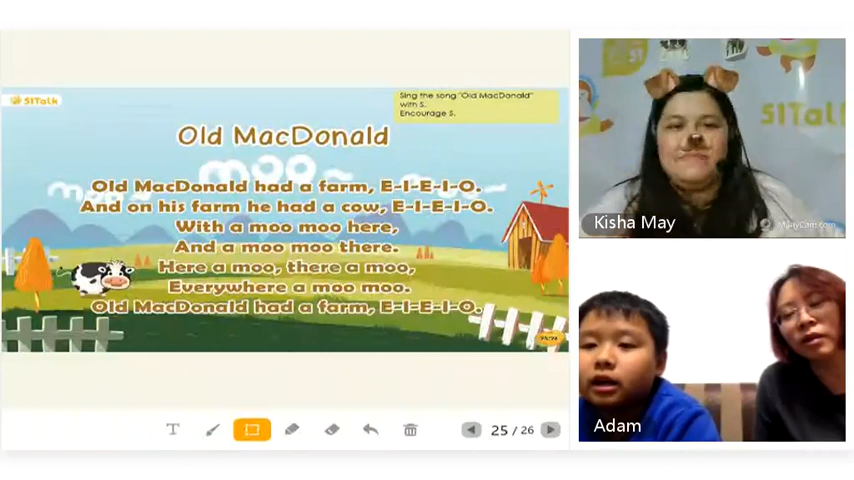 51Talk
Sing the song "Old MacDonald"
with S.
Encourage S.
Old MacDonald
moo
Old MacDonald had a farm, E-I-E-I-O.
And on his farm he had a cow, E-I-E-I-O.
With a moo moo here,
And a moo moo there.
Here a moo, there a moo,
Everywhere a moo moo.
Old MacDonald had a farm, E-I-E-I-O.
T
25 / 26
51
51Talk
Kisha May
ManyCam.com
Adam